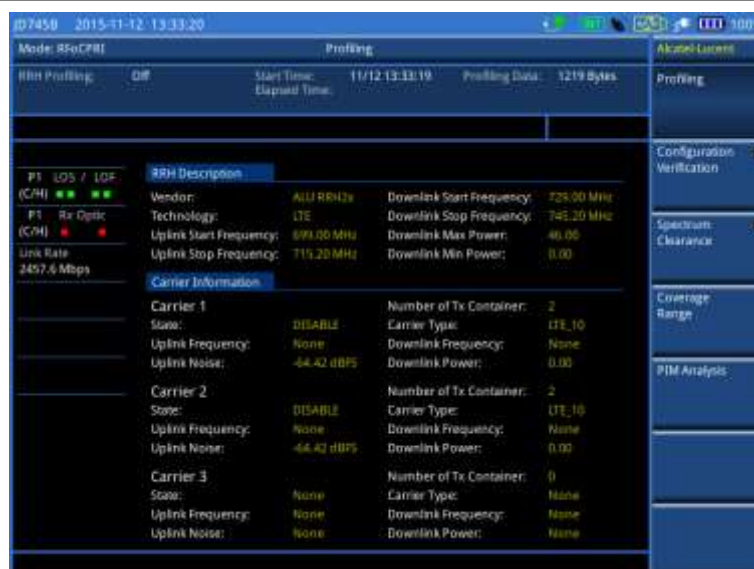 JD745B 2015-11-12 13:33:20 INT 100
Mode: RFoCPRI Profiling Alcatel-Lucent
RRH Profiling: Off Start Time: 11/12 13:33:19 Profiling Data: 1219 Bytes
Elapsed Time:
Profiling
Configuration
Verification
Spectrum
Clearance
Coverage
Range
PIM Analysis
P1 LOS / LOF
(C/H)
P1 Rx Optic
(C/H)
Link Rate
2457.6 Mbps
RRH Description
Vendor: ALU RRH2x Downlink Start Frequency: 729.00 MHz
Technology: LTE Downlink Stop Frequency: 745.20 MHz
Uplink Start Frequency: 699.00 MHz Downlink Max Power: 46.00
Uplink Stop Frequency: 715.20 MHz Downlink Min Power: 0.00
Carrier Information
Carrier 1 Number of Tx Container: 2
State: DISABLE Carrier Type: LTE_10
Uplink Frequency: None Downlink Frequency: None
Uplink Noise: -64.42 dBFS Downlink Power: 0.00
Carrier 2 Number of Tx Container: 2
State: DISABLE Carrier Type: LTE_10
Uplink Frequency: None Downlink Frequency: None
Uplink Noise: -64.42 dBFS Downlink Power: 0.00
Carrier 3 Number of Tx Container: 0
State: None Carrier Type: None
Uplink Frequency: None Downlink Frequency: None
Uplink Noise: None Downlink Power: None